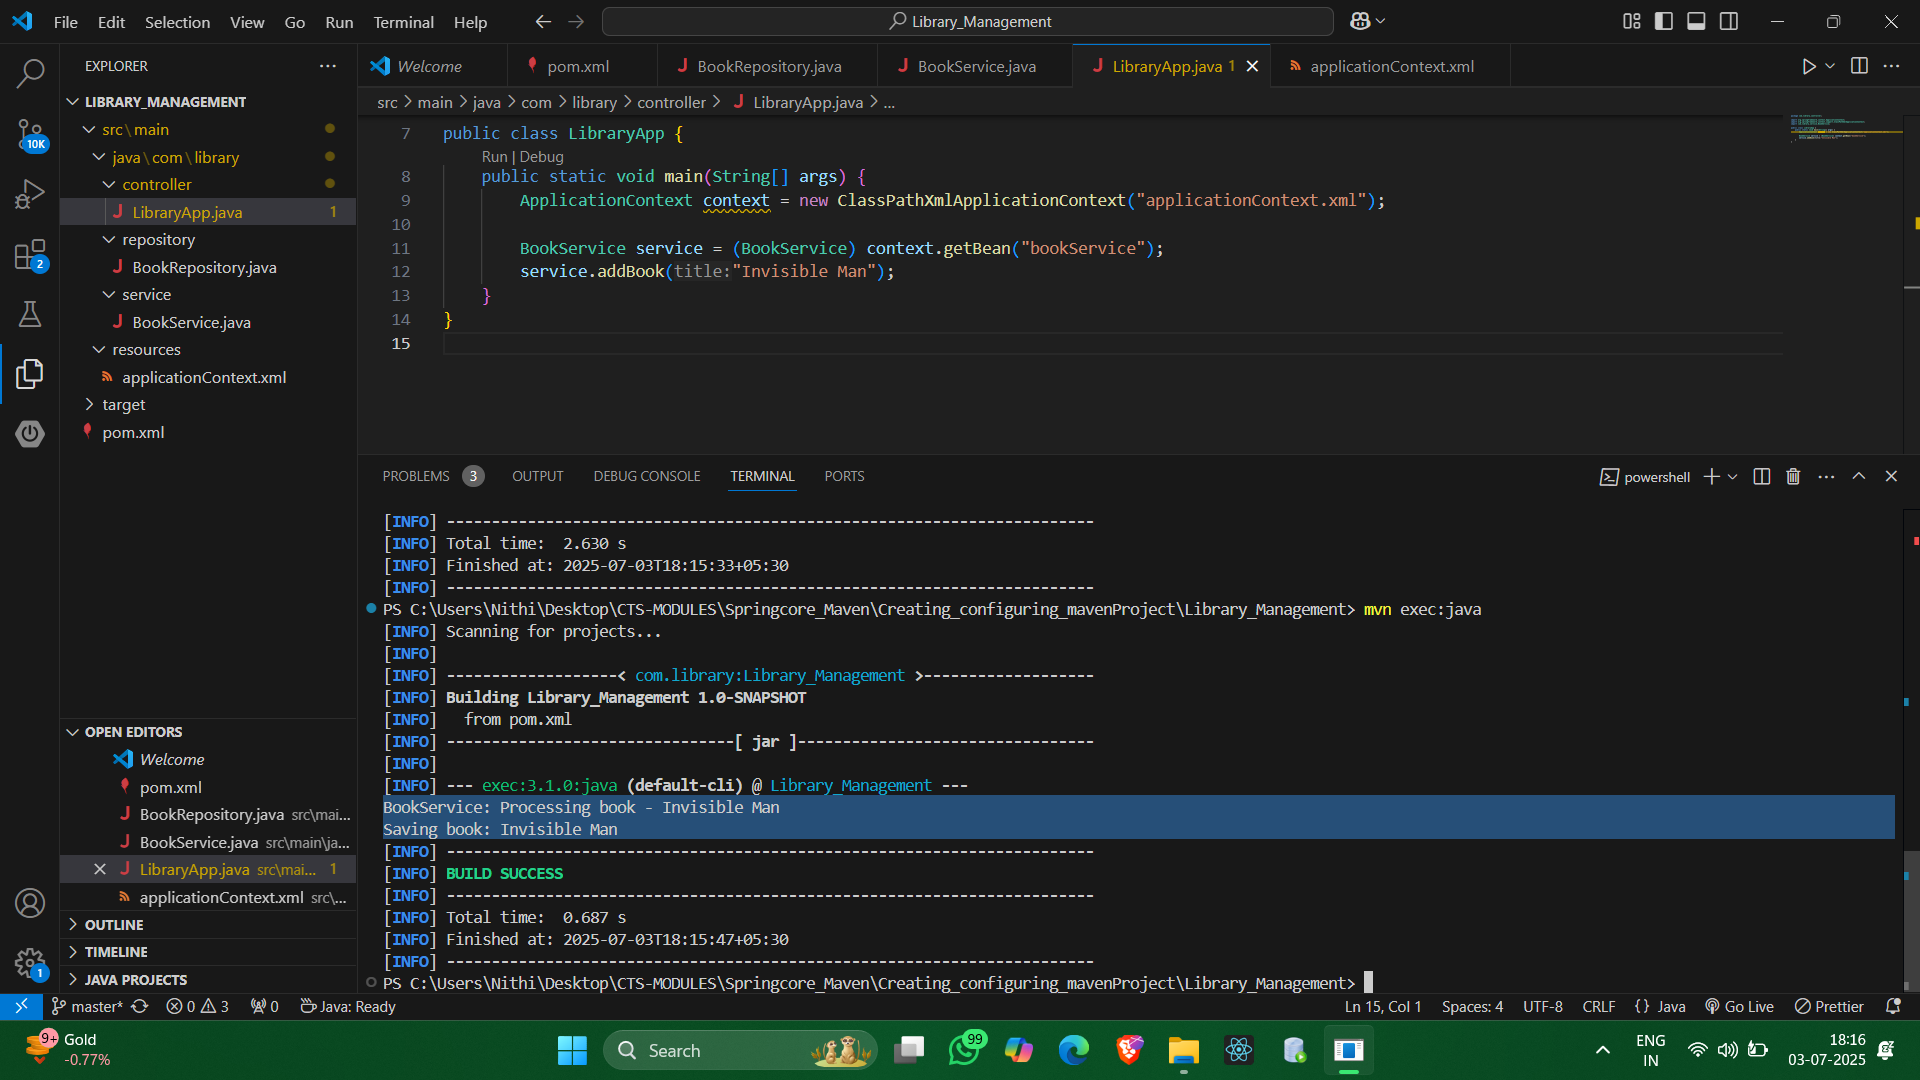 File Edit Selection View Go Run Terminal Help
Library_Management
EXPLORER
LIBRARY_MANAGEMENT
src\main
java\com\library
controller
LibraryApp.java 1
repository
BookRepository.java
service
BookService.java
resources
applicationContext.xml
target
pom.xml
10K
2
OPEN EDITORS
Welcome
pom.xml
BookRepository.java src\mai...
BookService.java src\main\ja...
LibraryApp.java src\mai... 1
applicationContext.xml src\...
OUTLINE
TIMELINE
JAVA PROJECTS
1
Welcome pom.xml BookRepository.java BookService.java LibraryApp.java 1 applicationContext.xml
src > main > java > com > library > controller > LibraryApp.java > ...
7 public class LibraryApp {
Run | Debug
8 public static void main(String[] args) {
9 ApplicationContext context = new ClassPathXmlApplicationContext("applicationContext.xml");
10
11 BookService service = (BookService) context.getBean("bookService");
12 service.addBook(title:"Invisible Man");
13 }
14 }
15
PROBLEMS 3 OUTPUT DEBUG CONSOLE TERMINAL PORTS
powershell
[INFO] ------------------------------------------------------------------------
[INFO] Total time:  2.630 s
[INFO] Finished at: 2025-07-03T18:15:33+05:30
[INFO] ------------------------------------------------------------------------
PS C:\Users\Nithi\Desktop\CTS-MODULES\Springcore_Maven\Creating_configuring_mavenProject\Library_Management> mvn exec:java
[INFO] Scanning for projects...
[INFO]
[INFO] -------------------< com.library:Library_Management >-------------------
[INFO] Building Library_Management 1.0-SNAPSHOT
[INFO]   from pom.xml
[INFO] --------------------------------[ jar ]---------------------------------
[INFO]
[INFO] --- exec:3.1.0:java (default-cli) @ Library_Management ---
BookService: Processing book - Invisible Man
Saving book: Invisible Man
[INFO] ------------------------------------------------------------------------
[INFO] BUILD SUCCESS
[INFO] ------------------------------------------------------------------------
[INFO] Total time:  0.687 s
[INFO] Finished at: 2025-07-03T18:15:47+05:30
[INFO] ------------------------------------------------------------------------
PS C:\Users\Nithi\Desktop\CTS-MODULES\Springcore_Maven\Creating_configuring_mavenProject\Library_Management>
master* 0 3 0 Java: Ready
Ln 15, Col 1 Spaces: 4 UTF-8 CRLF {} Java Go Live Prettier
9+
Gold
-0.77%
Search
99
ENG
IN
18:16
03-07-2025